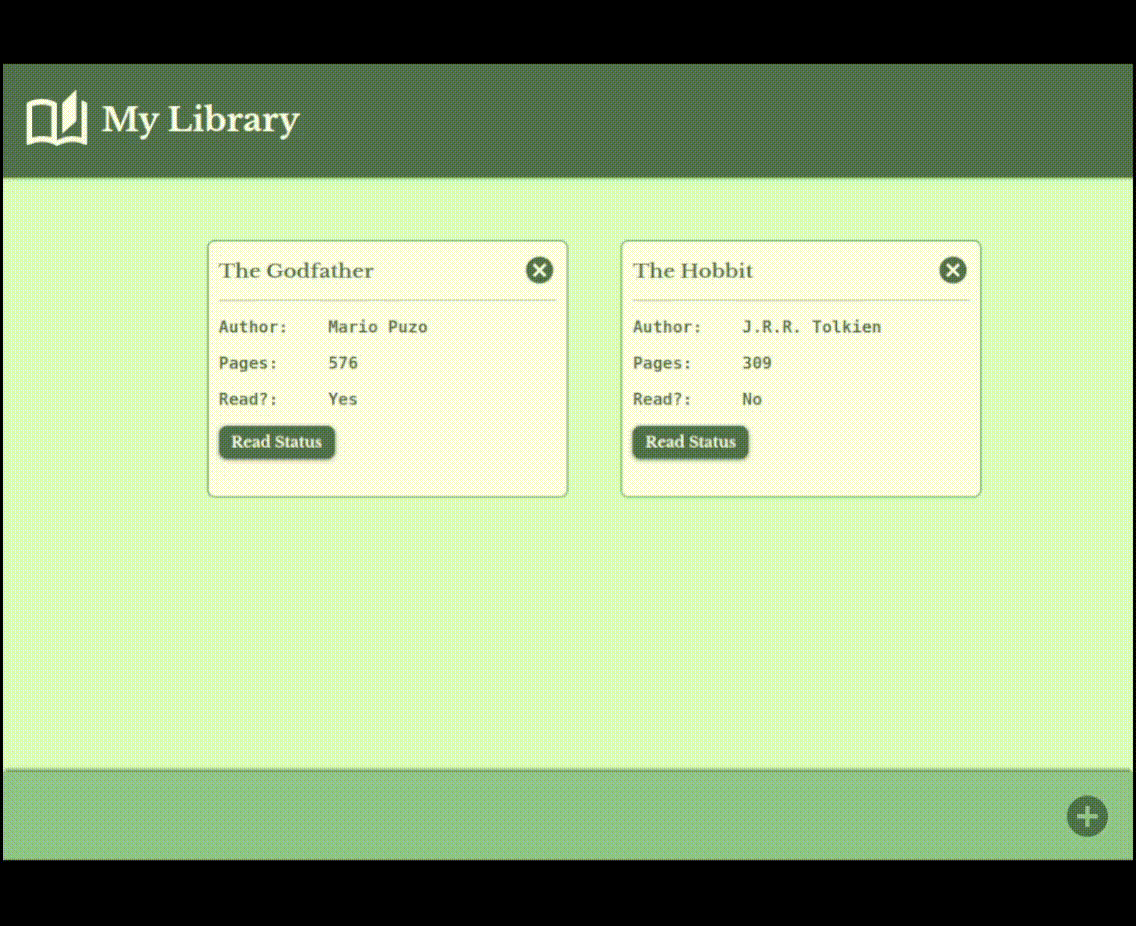 My Library
The Godfather
Author: Mario Puzo
Pages: 576
Read?: Yes
Read Status
The Hobbit
Author: J.R.R. Tolkien
Pages: 309
Read?: No
Read Status